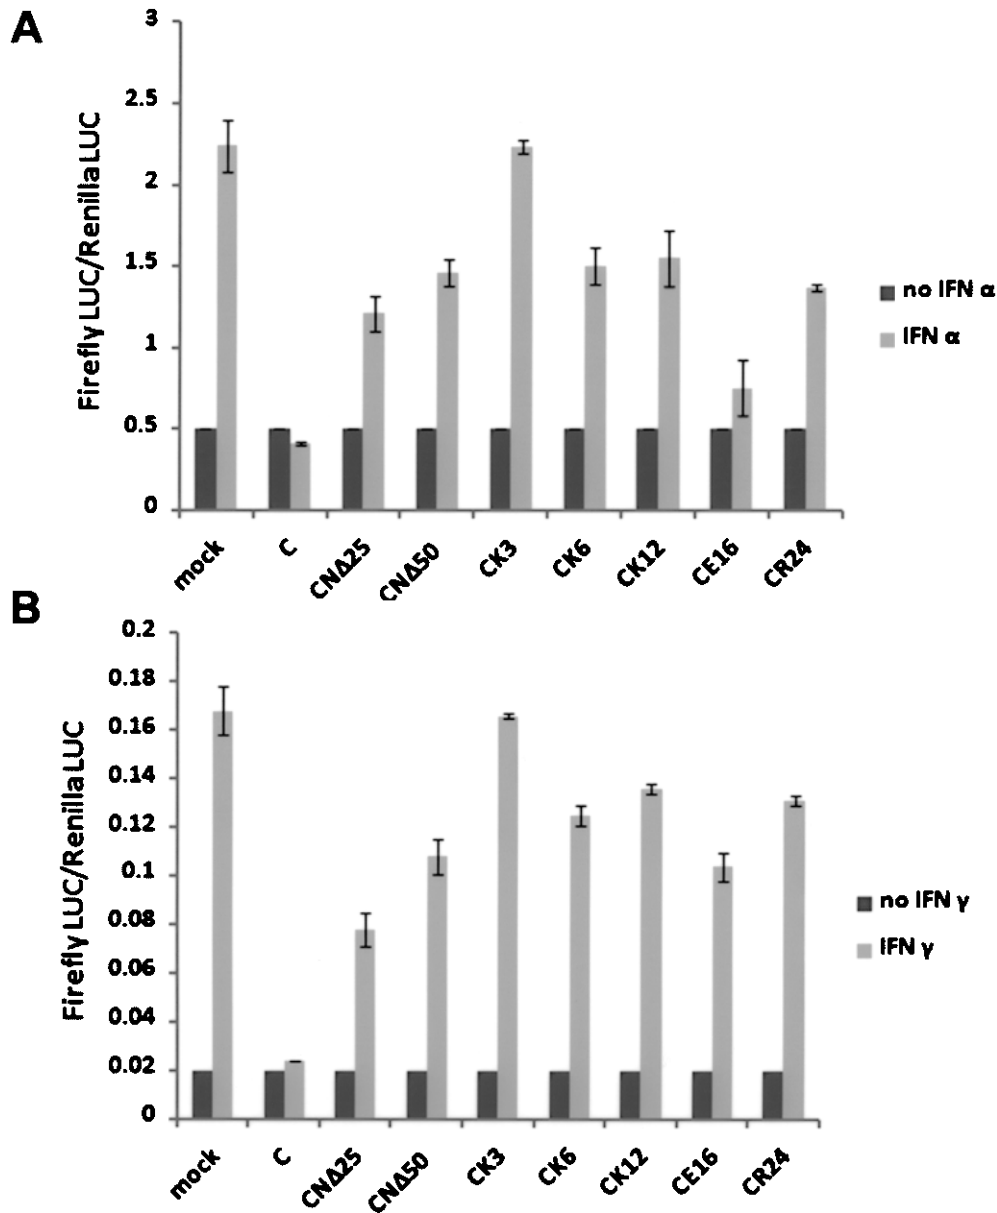 A
3
2.5
2
1.5
1
0.5
0
Firefly LUC/Renilla LUC
mock
C
CNΔ25
CNΔ50
CK3
CK6
CK12
CE16
CR24
no IFN α
IFN α
B
0.2
0.18
0.16
0.14
0.12
0.1
0.08
0.06
0.04
0.02
0
Firefly LUC/Renilla LUC
mock
C
CNΔ25
CNΔ50
CK3
CK6
CK12
CE16
CR24
no IFN γ
IFN γ